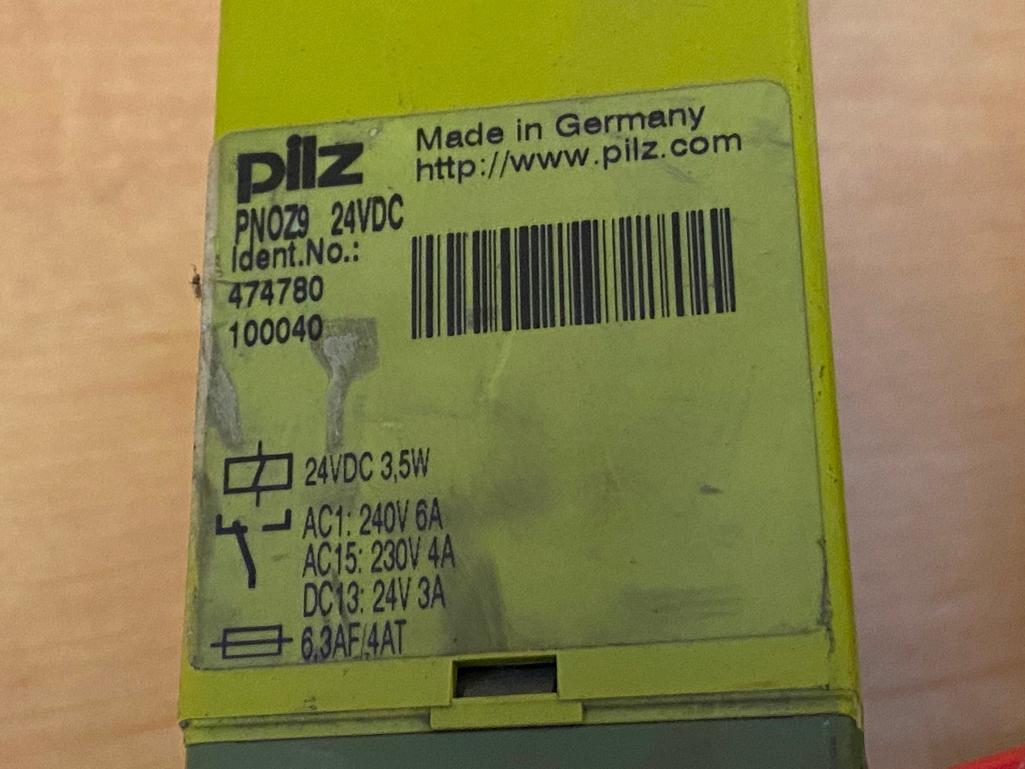 pilz
Made in Germany
http://www.pilz.com
PNOZ9 24VDC
Ident.No.:
474780
100040
24VDC 3,5W
AC1: 240V 6A
AC15: 230V 4A
DC13: 24V 3A
6,3AF/4AT